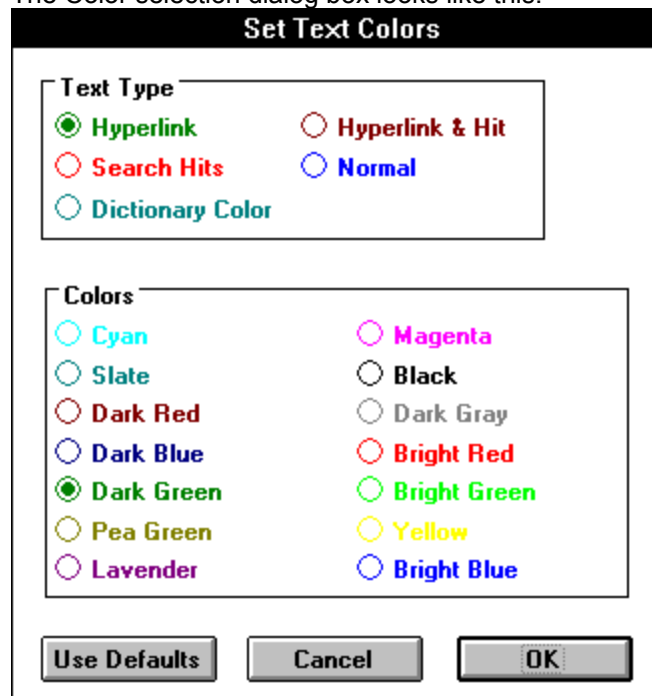 The Color selection dialog box looks like this:
Set Text Colors
Text Type
Hyperlink Hyperlink & Hit
Search Hits Normal
Dictionary Color
Colors
Cyan Magenta
Slate Black
Dark Red Dark Gray
Dark Blue Bright Red
Dark Green Bright Green
Pea Green Yellow
Lavender Bright Blue
Use Defaults Cancel OK